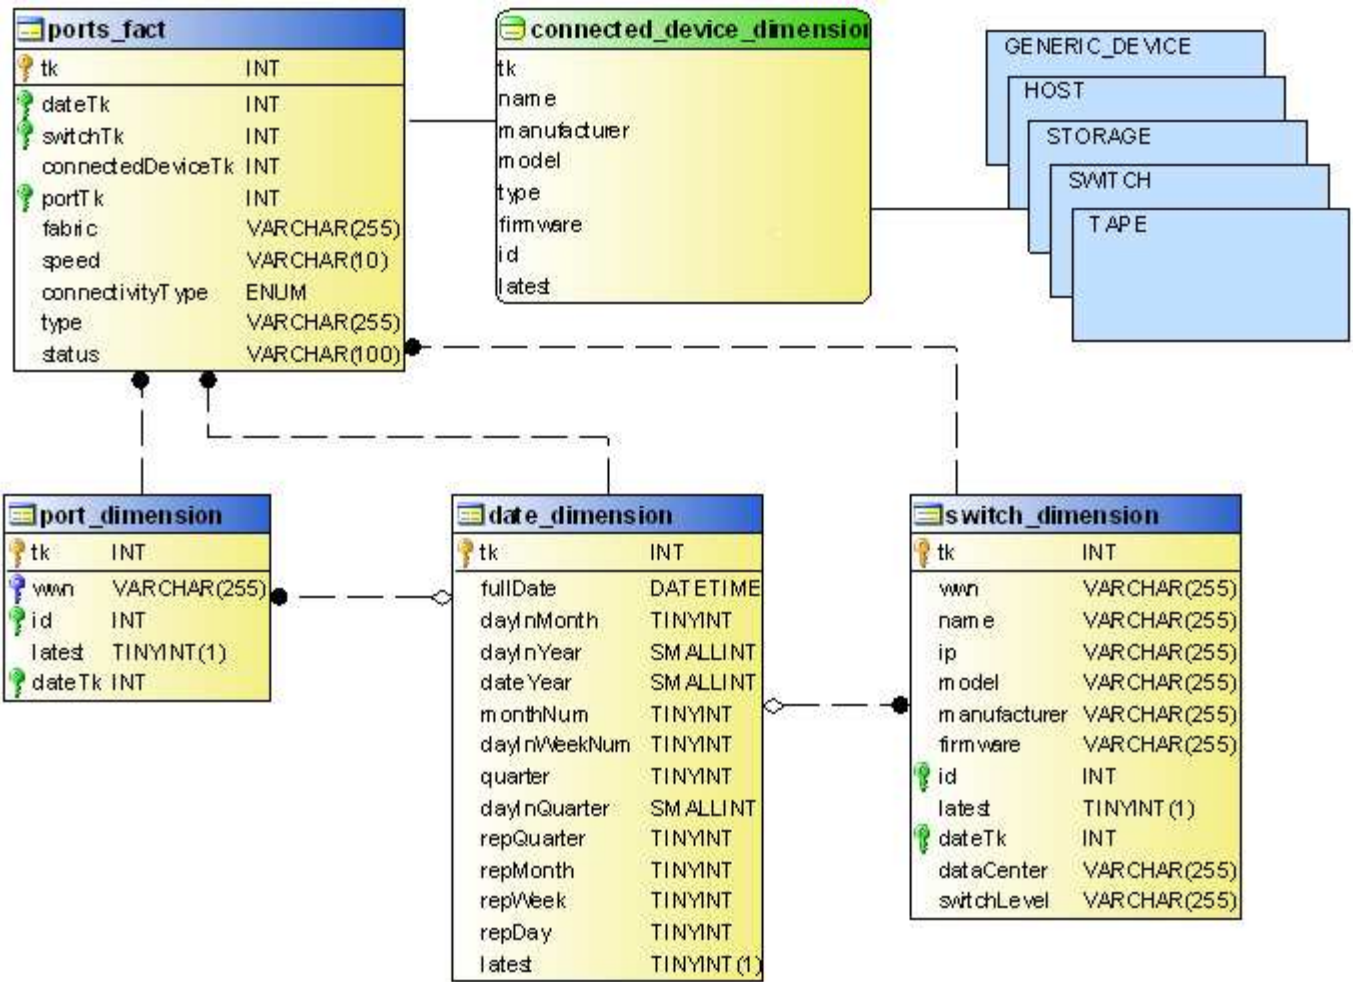 ports_fact
tk INT
dateTk INT
switchTk INT
connectedDeviceTk INT
portTk INT
fabric VARCHAR(255)
speed VARCHAR(10)
connectivityType ENUM
type VARCHAR(255)
status VARCHAR(100)
connected_device_dimension
tk
name
manufacturer
model
type
firmware
id
latest
GENERIC_DEVICE
HOST
STORAGE
SWITCH
TAPE
port_dimension
tk INT
wwn VARCHAR(255)
id INT
latest TINYINT(1)
dateTk INT
date_dimension
tk INT
fullDate DATETIME
dayInMonth TINYINT
dayInYear SMALLINT
dateYear SMALLINT
monthNum TINYINT
dayInWeekNum TINYINT
quarter TINYINT
dayInQuarter SMALLINT
repQuarter TINYINT
repMonth TINYINT
repWeek TINYINT
repDay TINYINT
latest TINYINT(1)
switch_dimension
tk INT
wwn VARCHAR(255)
name VARCHAR(255)
ip VARCHAR(255)
model VARCHAR(255)
manufacturer VARCHAR(255)
firmware VARCHAR(255)
id INT
latest TINYINT(1)
dateTk INT
dataCenter VARCHAR(255)
switchLevel VARCHAR(255)